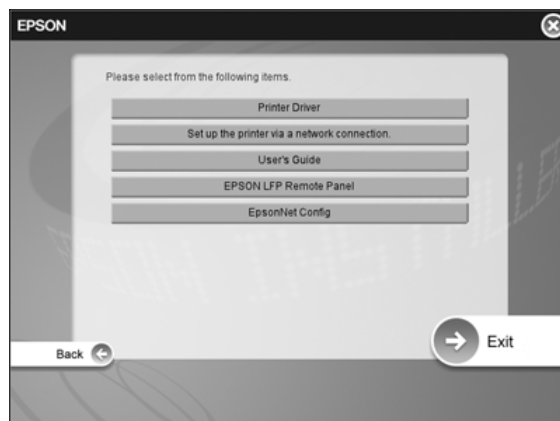 EPSON
Please select from the following items.
Printer Driver
Set up the printer via a network connection.
User's Guide
EPSON LFP Remote Panel
EpsonNet Config
Back
Exit